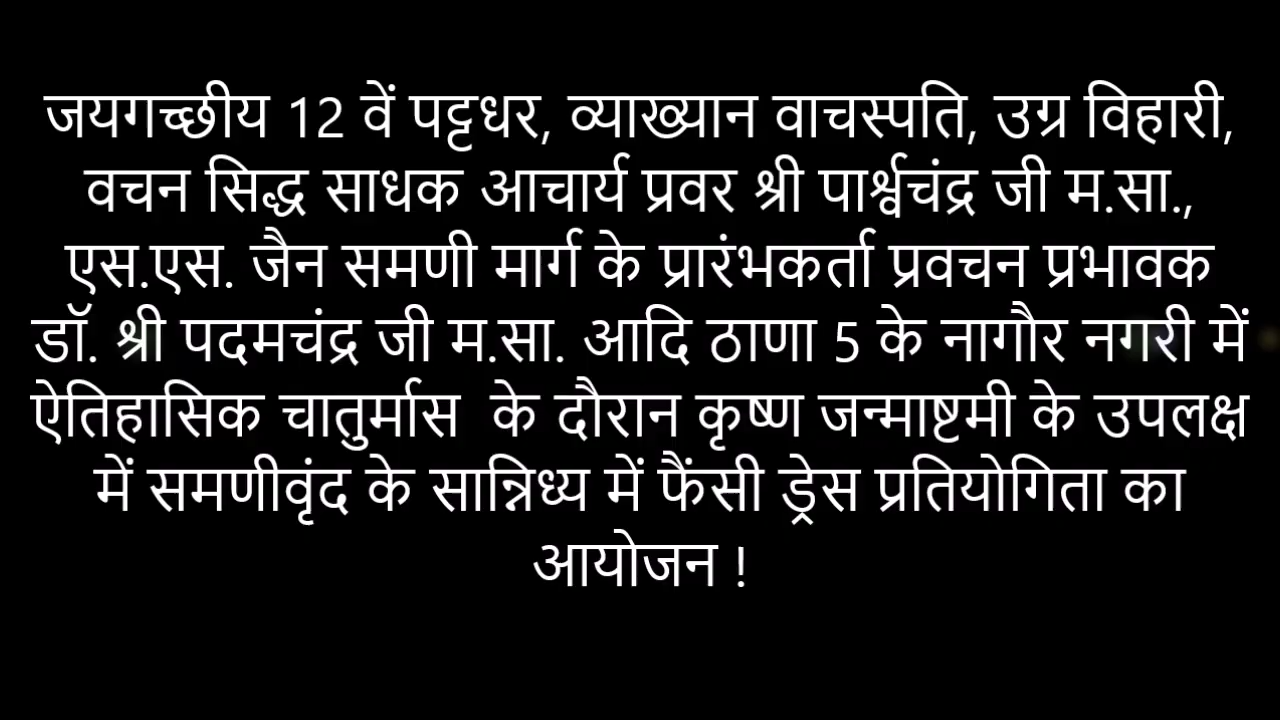 जयगच्छीय 12 वें पट्टधर, व्याख्यान वाचस्पति, उग्र विहारी,
वचन सिद्ध साधक आचार्य प्रवर श्री पार्श्वचंद्र जी म.सा.,
एस.एस. जैन समणी मार्ग के प्रारंभकर्ता प्रवचन प्रभावक
डॉ. श्री पदमचंद्र जी म.सा. आदि ठाणा 5 के नागौर नगरी में
ऐतिहासिक चातुर्मास के दौरान कृष्ण जन्माष्टमी के उपलक्ष
में समणीवृंद के सान्निध्य में फैंसी ड्रेस प्रतियोगिता का
आयोजन !